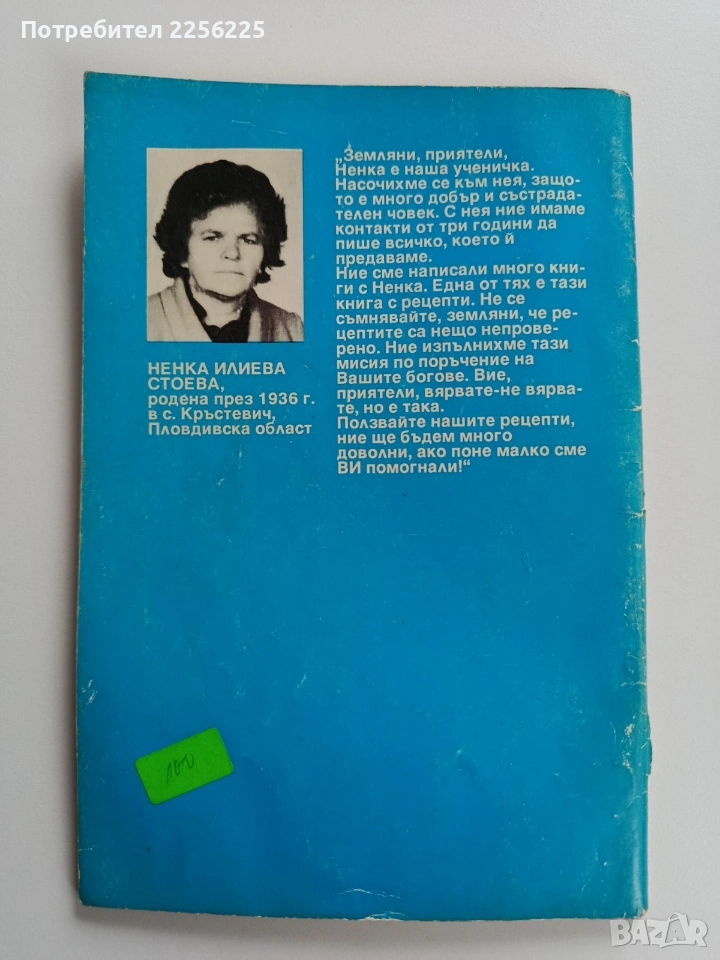 Потребител 2256225
НЕНКА ИЛИЕВА
СТОЕВА,
родена през 1936 г.
в с. Кръстевич,
Пловдивска област
„Земляни, приятели,
Ненка е наша ученичка.
Насочихме се към нея, защо-
то е много добър и състрада-
телен човек. С нея ние имаме
контакти от три години да
пише всичко, което й
предаваме.
Ние сме написали много кни-
ги с Ненка. Една от тях е тази
книга с рецепти. Не се
съмнявайте, земляни, че ре-
цептите са нещо непрове-
рено. Ние изпълнихме тази
мисия по поръчение на
Вашите богове. Вие,
приятели, вярвате-не вярва-
те, но е така.
Ползвайте нашите рецепти,
ние ще бъдем много
доволни, ако поне малко сме
ВИ помогнали!“
BAZAR